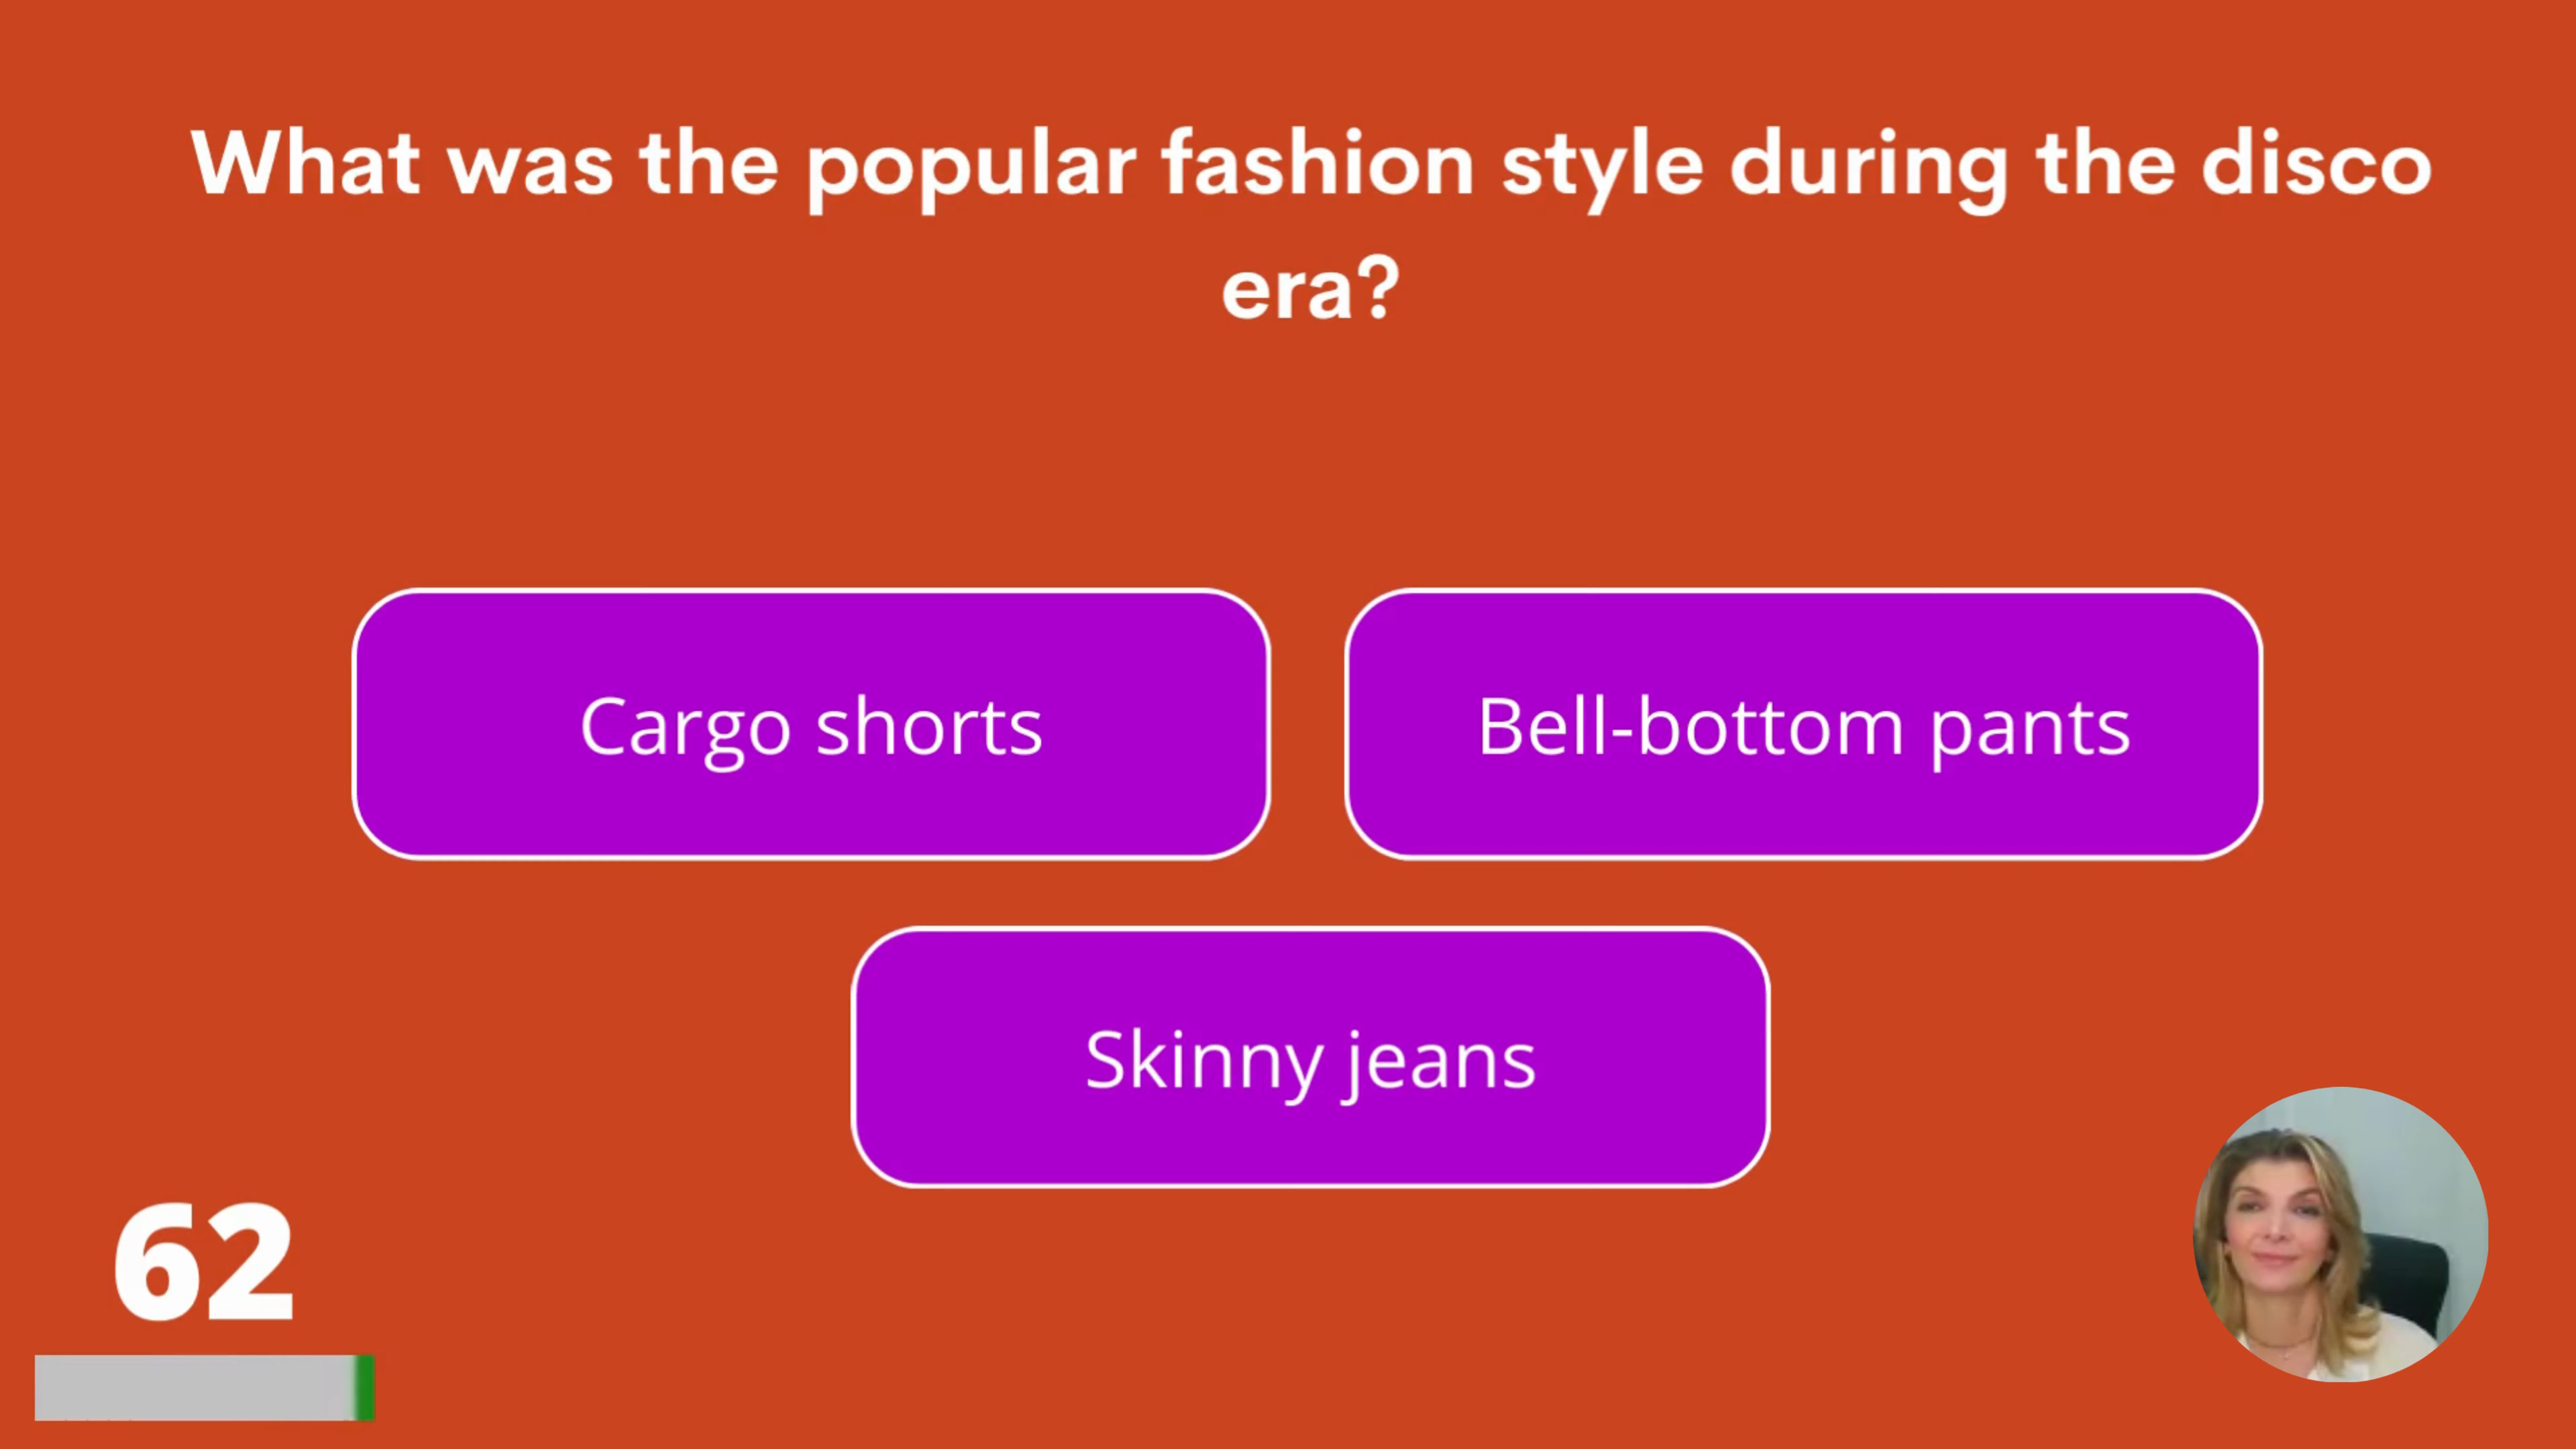 What was the popular fashion style during the disco
era?
Cargo shorts
Bell-bottom pants
Skinny jeans
62